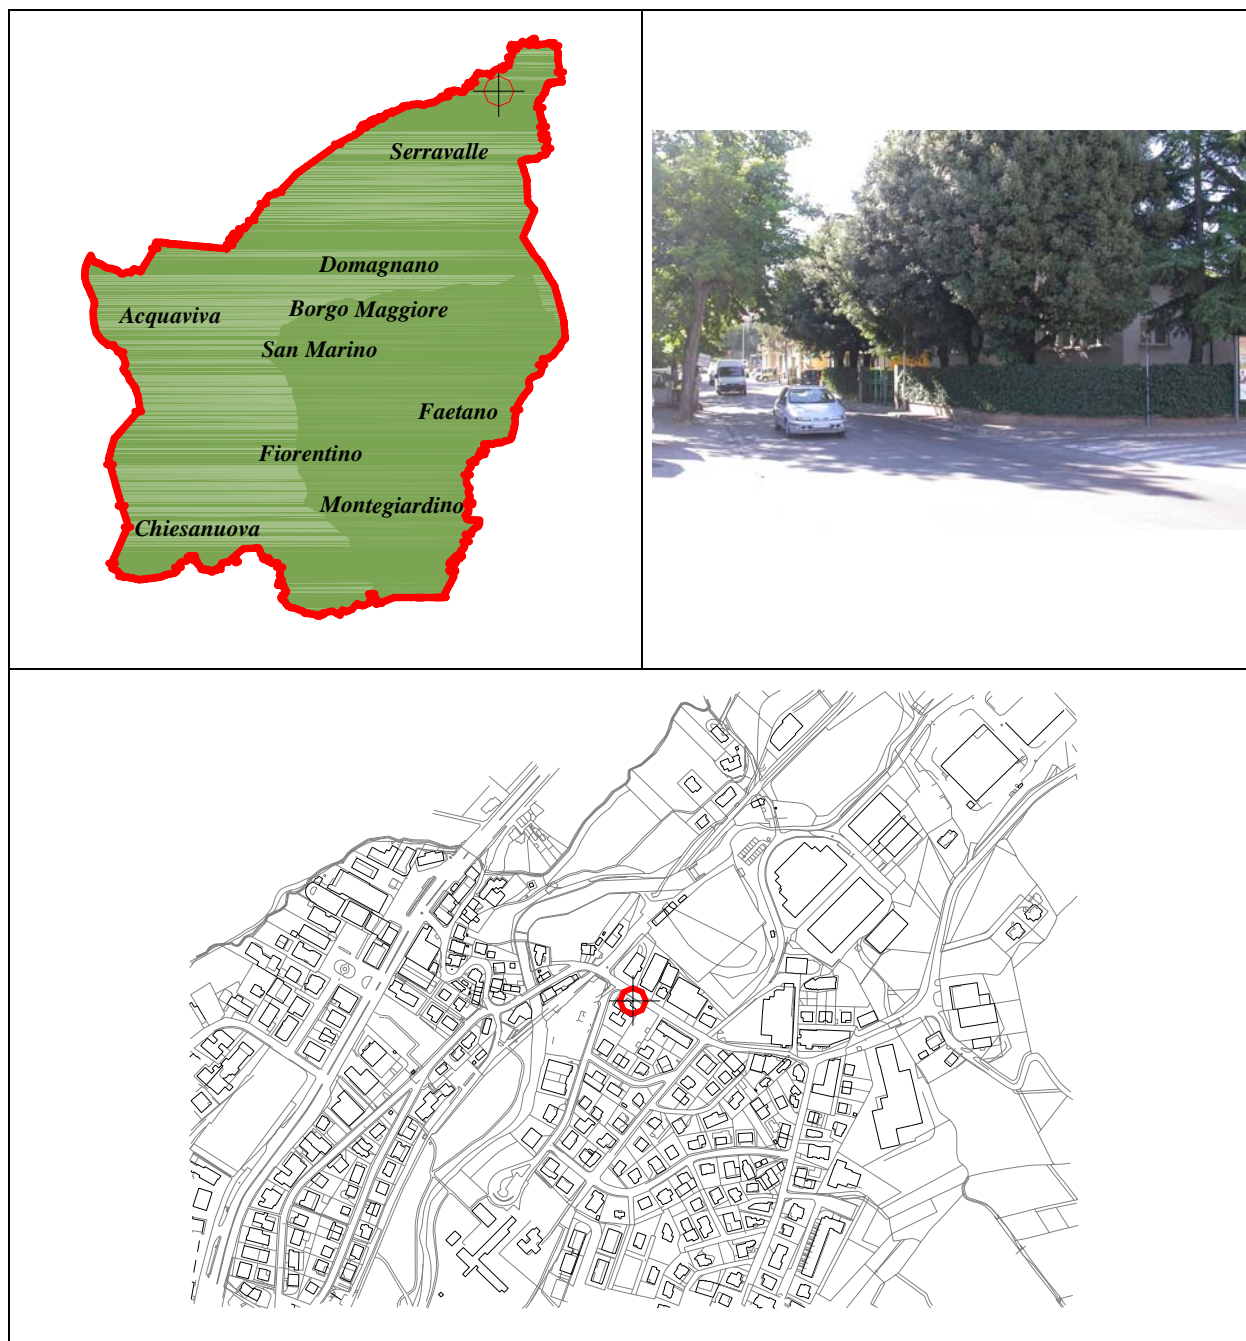 Serravalle
Domagnano
Acquaviva
Borgo Maggiore
San Marino
Faetano
Fiorentino
Montegiardino
Chiesanuova